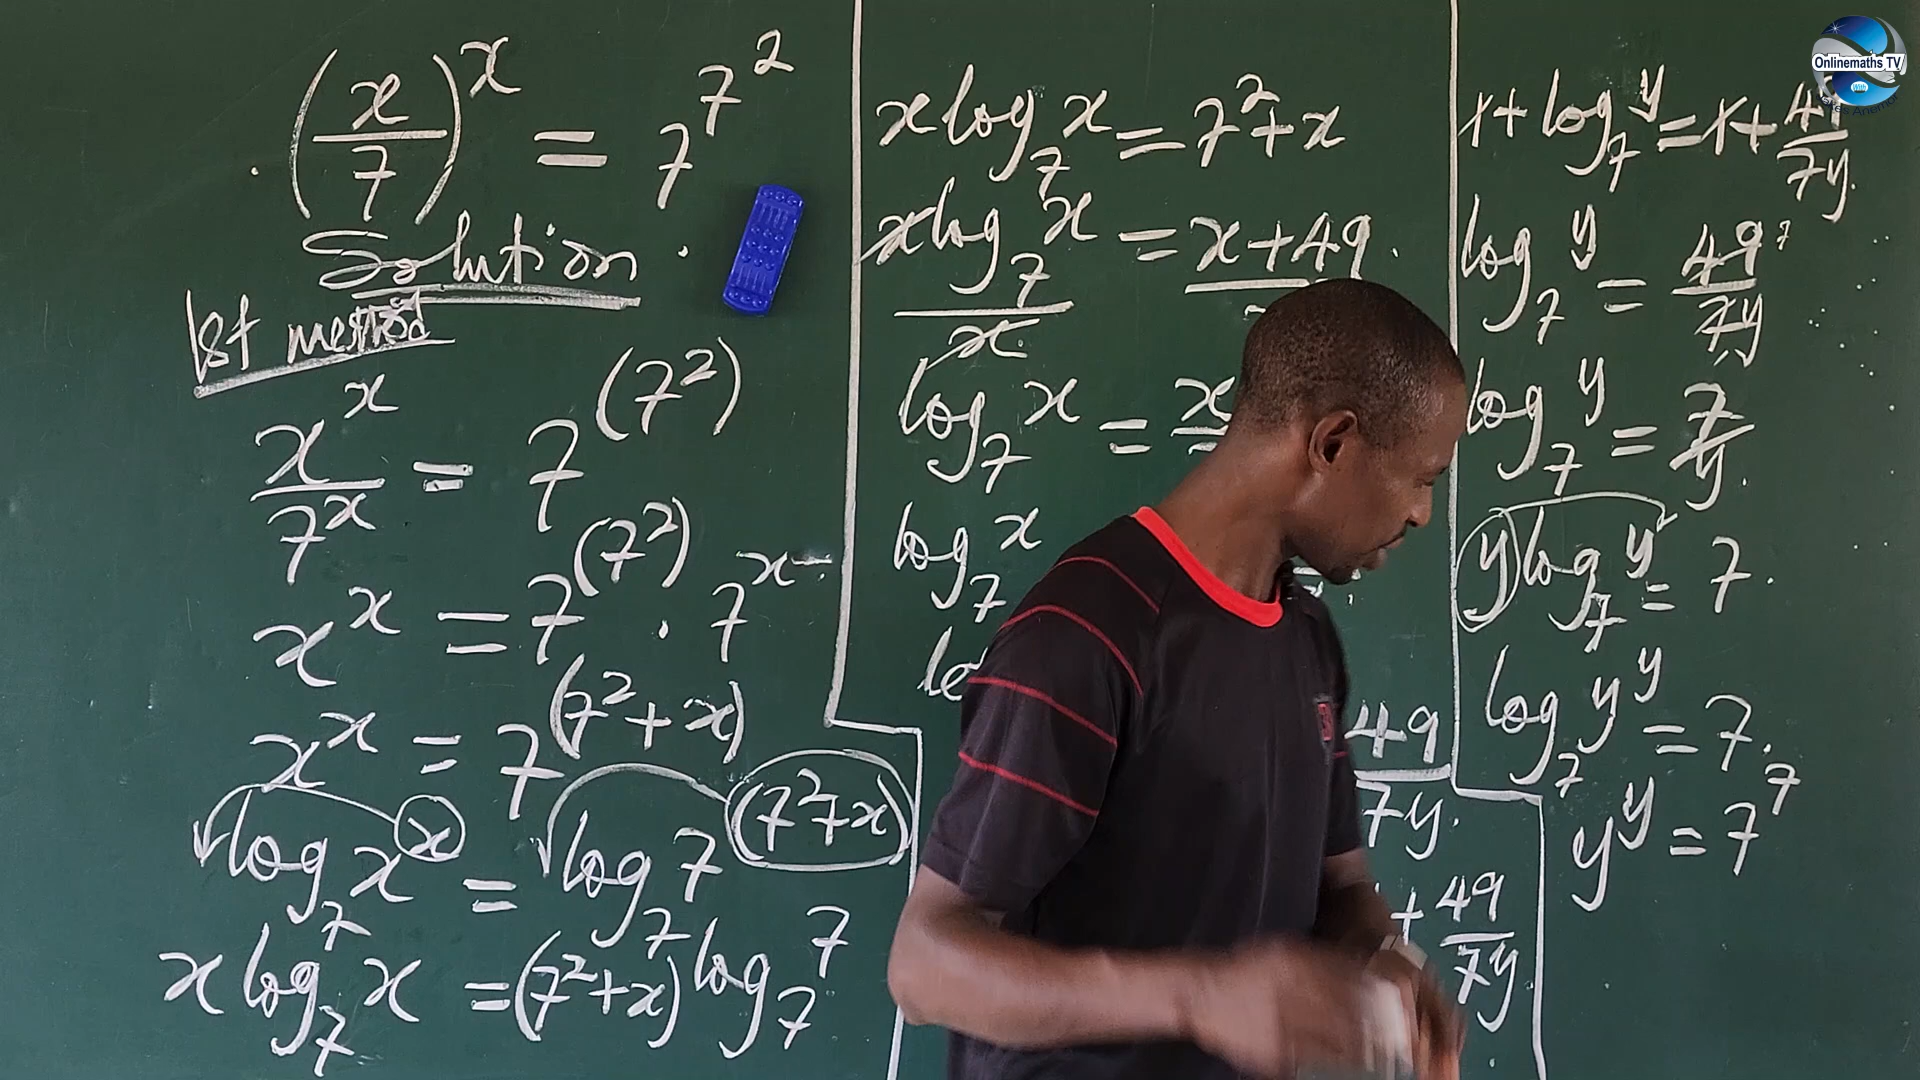 (x/7)^x = 7^7^2
Solution
1st method
x^x/7^x = 7^(7^2)
x^x = 7^(7^2) · 7^x
x^x = 7^(7^2+x)
log_7 x^x = log_7 7^(7^2+x)
x log_7 x = (7^2+x) log_7 7
x log_7 x = 7^2+x
x log_7 x / x = x+49
log_7 x = x
log_7 x
49/7y
+ 49/7y
1+log_7 y = 1+ 49/7y
log_7 y = 49/7y
log_7 y = 7/y
y log_7 y = 7
log_7 y^y = 7
y^y = 7^7
Onlinemaths TV